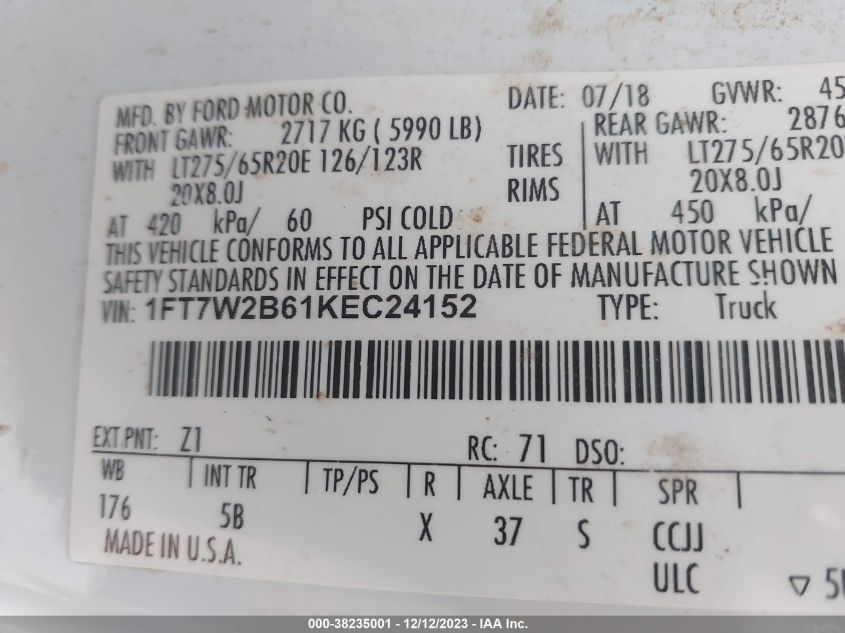 MFD. BY FORD MOTOR CO. DATE: 07/18 GVWR: 45
FRONT GAWR: 2717 KG ( 5990 LB) REAR GAWR: 2876
WITH LT275/65R20E 126/123R TIRES WITH LT275/65R20
20X8.0J RIMS 20X8.0J
AT 420 kPa/ 60 PSI COLD AT 450 kPa/
THIS VEHICLE CONFORMS TO ALL APPLICABLE FEDERAL MOTOR VEHICLE
SAFETY STANDARDS IN EFFECT ON THE DATE OF MANUFACTURE SHOWN
VIN: 1FT7W2B61KEC24152 TYPE: Truck
EXT.PNT: Z1 RC: 71 DSO:
WB INT TR TP/PS R AXLE TR SPR
176 5B X 37 S CCJJ
MADE IN U.S.A. ULC
000-38235001 - 12/12/2023 - IAA Inc.